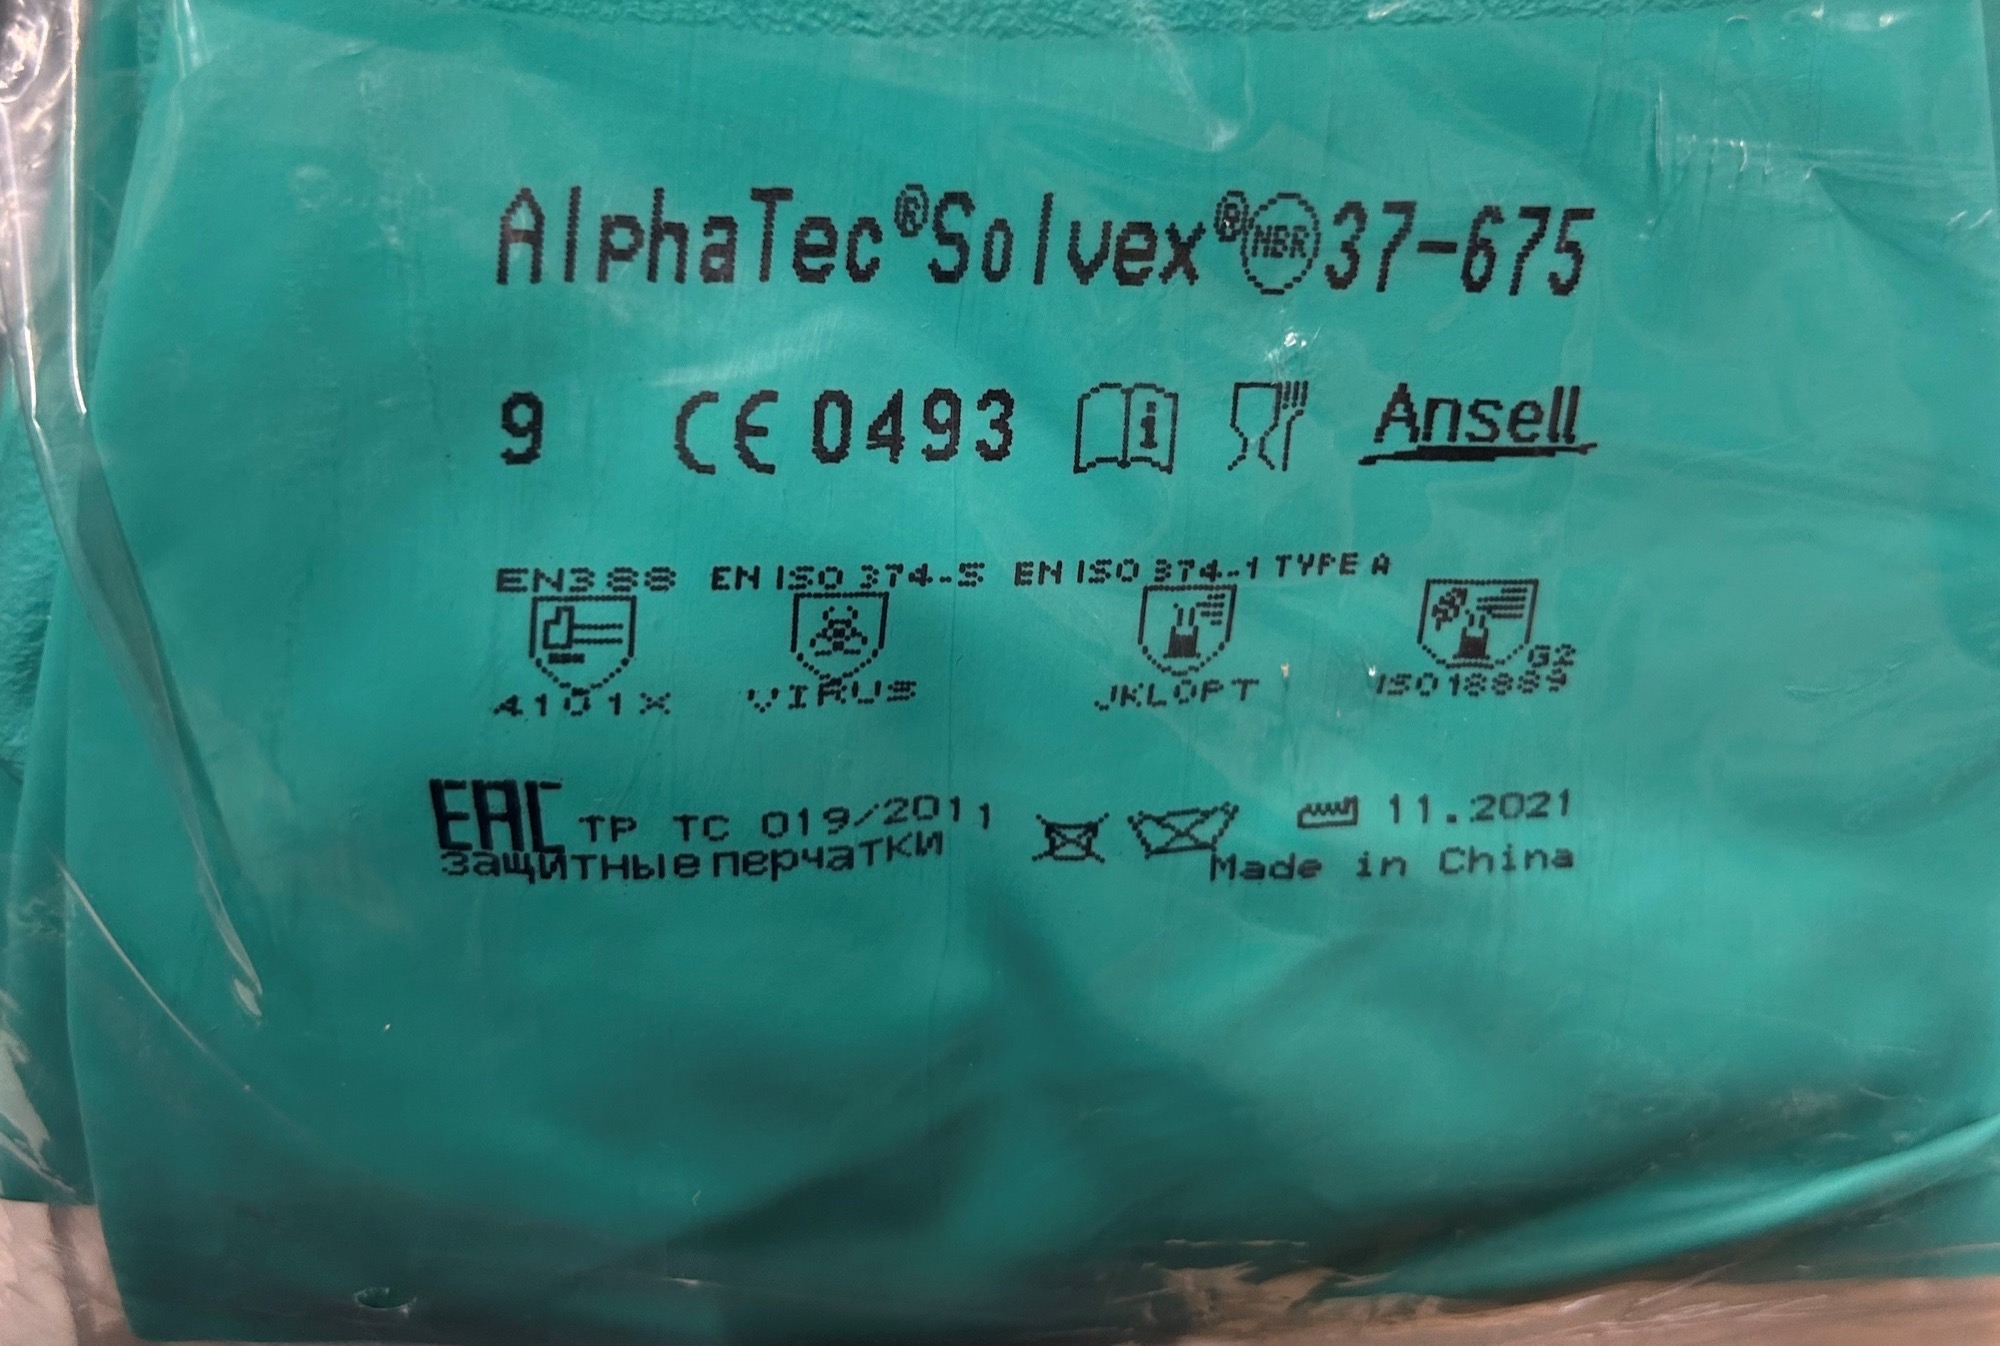 AlphaTec®Solvex® NBR 37-675
9 CE 0493 i Ansell
EN388 EN ISO 374-5 EN ISO 374-1 TYPE A
G2
4101X VIRUS JKLOPT ISO18889
EAC TP TC 019/2011 11.2021
защитные перчатки Made in China